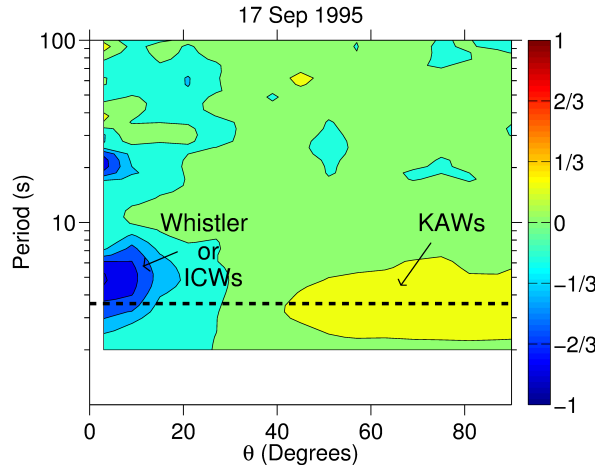 17 Sep 1995
100
10
Period (s)
Whistler
or
ICWs
KAWs
0
20
40
60
80
θ (Degrees)
1
2/3
1/3
0
−1/3
−2/3
−1